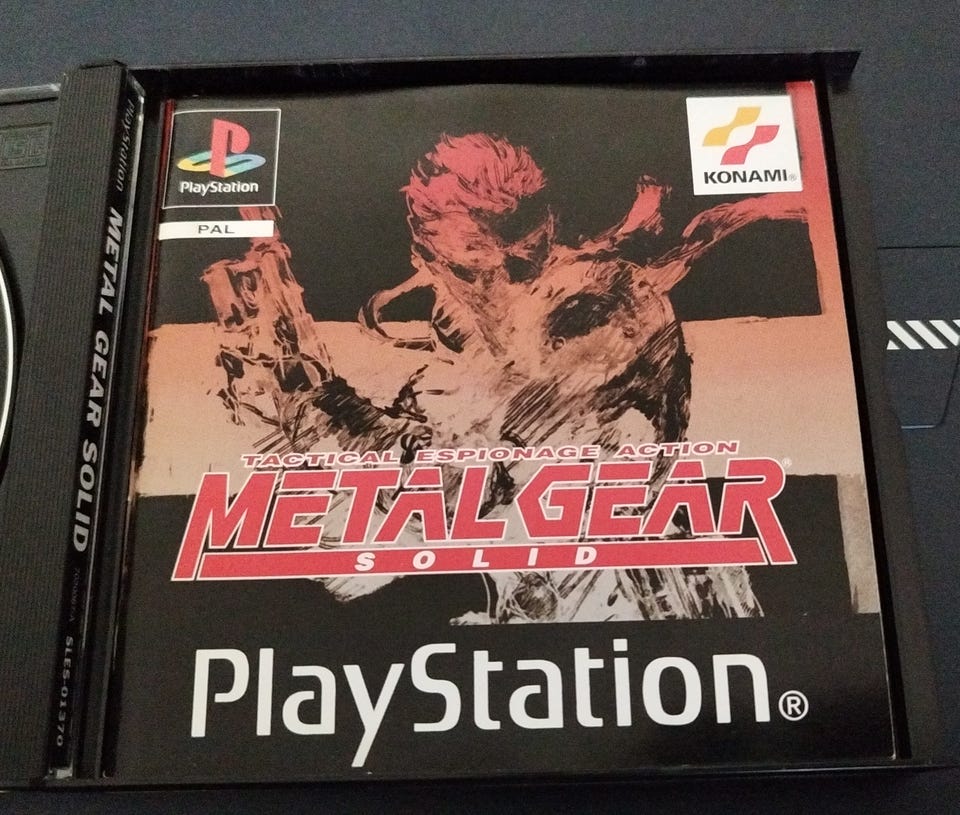 PlayStation
PAL
KONAMI®
TACTICAL ESPIONAGE ACTION
METAL GEAR®
SOLID
PlayStation®
PlayStation METAL GEAR SOLID SLES-01370